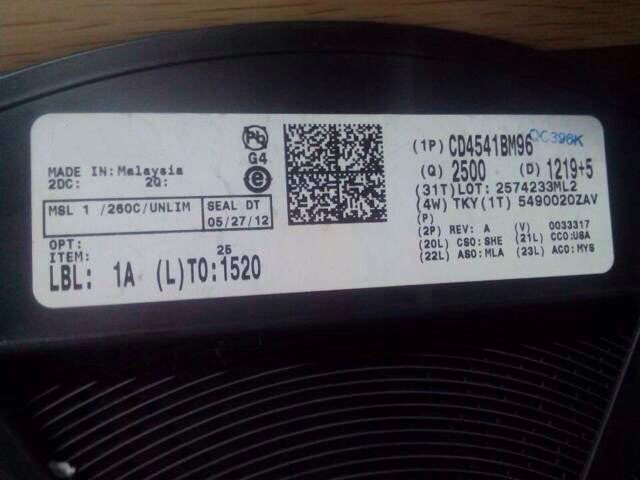 Pb
G4
e
MADE IN: Malaysia
2DC: 2Q:
MSL 1 /260C/UNLIM
SEAL DT
05/27/12
OPT:
ITEM:
LBL: 1A (L)TO:1520
25
QC396K
(1P) CD4541BM96
(Q) 2500 (D) 1219+5
(31T)LOT: 2574233ML2
(4W) TKY(1T) 5490020ZAV
(P)
(2P) REV: A (V) 0033317
(20L) CSO:SHE (21L) CCO:USA
(22L) ASO:MLA (23L) ACO:MYS